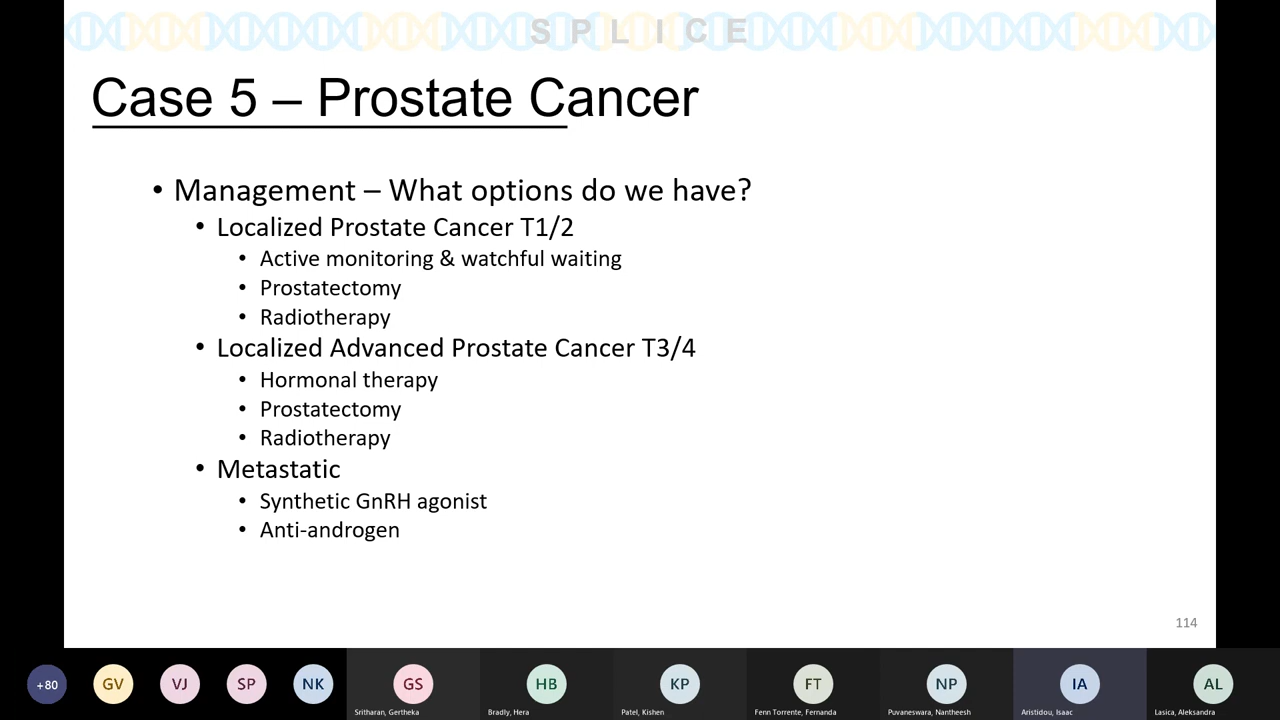 S P L I C E
Case 5 – Prostate Cancer
• Management – What options do we have?
• Localized Prostate Cancer T1/2
• Active monitoring & watchful waiting
• Prostatectomy
• Radiotherapy
• Localized Advanced Prostate Cancer T3/4
• Hormonal therapy
• Prostatectomy
• Radiotherapy
• Metastatic
• Synthetic GnRH agonist
• Anti-androgen
114
+80 GV VJ SP NK GS HB KP FT NP IA AL
Sritharan, Gertheka Bradly, Hera Patel, Kishen Fenn Torrente, Fernanda Puvaneswara, Nantheesh Aristidou, Isaac Lasica, Aleksandra